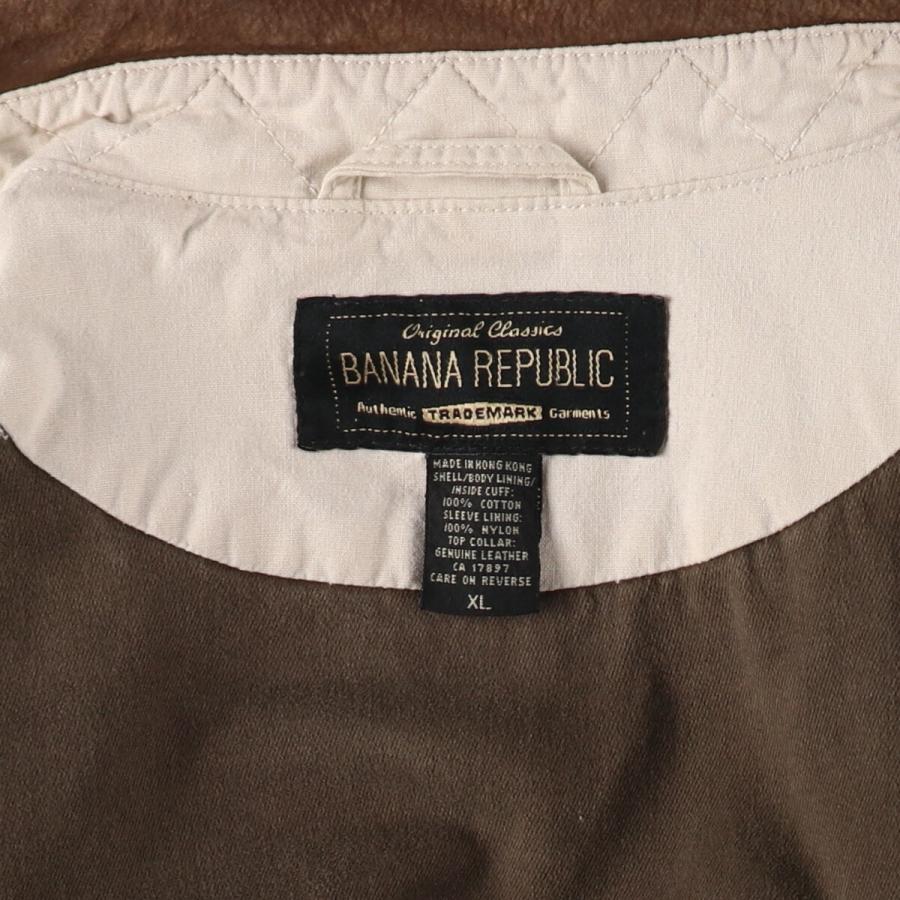 Original Classics
BANANA REPUBLIC
Authentic TRADEMARK Garments
MADE IN HONG KONG
SHELL/BODY LINING/
INSIDE CUFF:
100% COTTON
SLEEVE LINING:
100% NYLON
TOP COLLAR:
GENUINE LEATHER
CA 17897
CARE ON REVERSE
XL